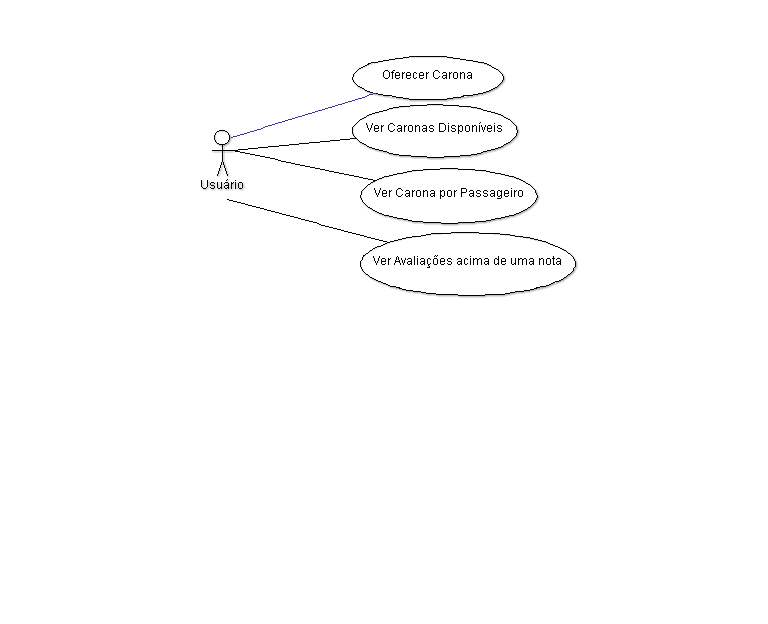 Oferecer Carona
Ver Caronas Disponíveis
Usuário
Ver Carona por Passageiro
Ver Avaliações acima de uma nota